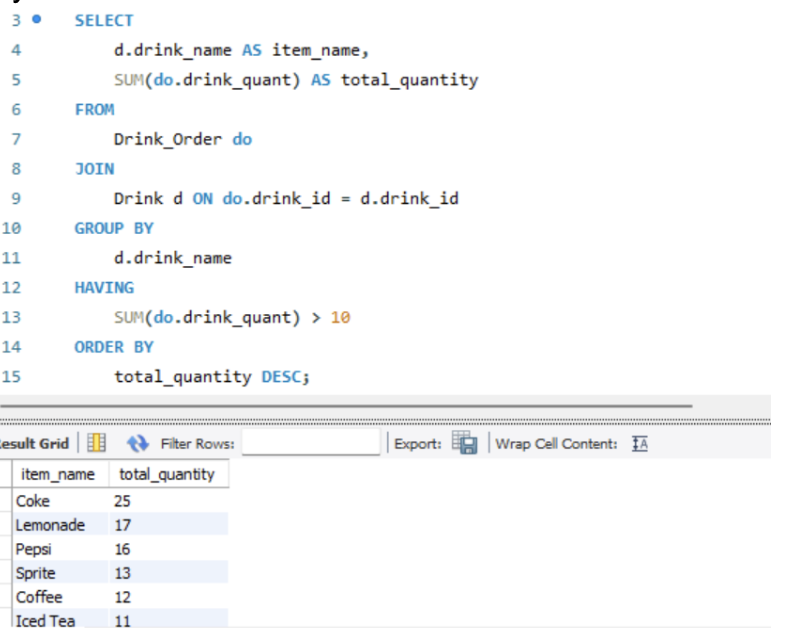 3 SELECT
4 d.drink_name AS item_name,
5 SUM(do.drink_quant) AS total_quantity
6 FROM
7 Drink_Order do
8 JOIN
9 Drink d ON do.drink_id = d.drink_id
10 GROUP BY
11 d.drink_name
12 HAVING
13 SUM(do.drink_quant) > 10
14 ORDER BY
15 total_quantity DESC;
esult Grid Filter Rows: Export: Wrap Cell Content: IA
item_name total_quantity
Coke 25
Lemonade 17
Pepsi 16
Sprite 13
Coffee 12
Iced Tea 11